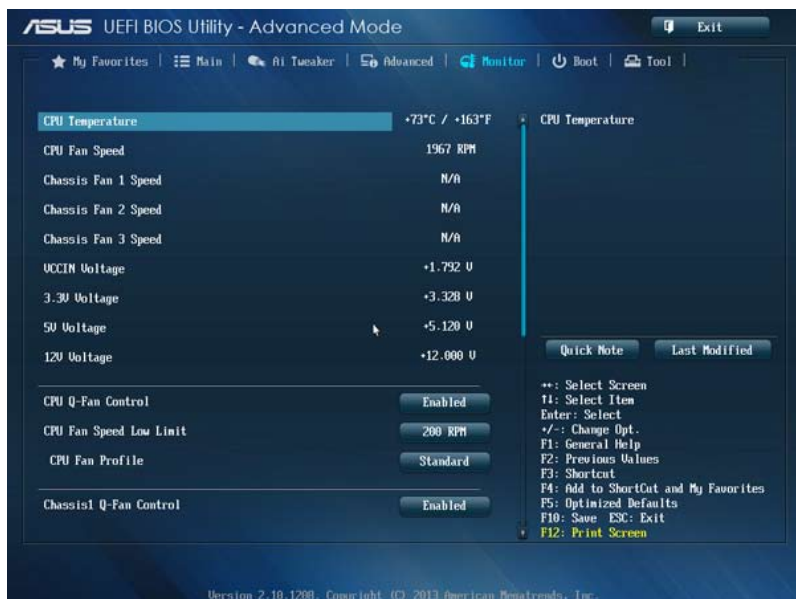 ASUS UEFI BIOS Utility - Advanced Mode
Exit
My Favorites | Main | Ai Tweaker | Advanced | Monitor | Boot | Tool |
CPU Temperature +73°C / +163°F
CPU Temperature
CPU Fan Speed 1967 RPM
Chassis Fan 1 Speed N/A
Chassis Fan 2 Speed N/A
Chassis Fan 3 Speed N/A
VCCIN Voltage +1.792 V
3.3V Voltage +3.328 V
5V Voltage +5.120 V
12V Voltage +12.000 V
CPU Q-Fan Control Enabled
CPU Fan Speed Low Limit 200 RPM
CPU Fan Profile Standard
Chassis1 Q-Fan Control Enabled
Quick Note
Last Modified
→←: Select Screen
↑↓: Select Item
Enter: Select
+/-: Change Opt.
F1: General Help
F2: Previous Values
F3: Shortcut
F4: Add to ShortCut and My Favorites
F5: Optimized Defaults
F10: Save ESC: Exit
F12: Print Screen
Version 2.10.1208. Copyright (C) 2013 American Megatrends, Inc.